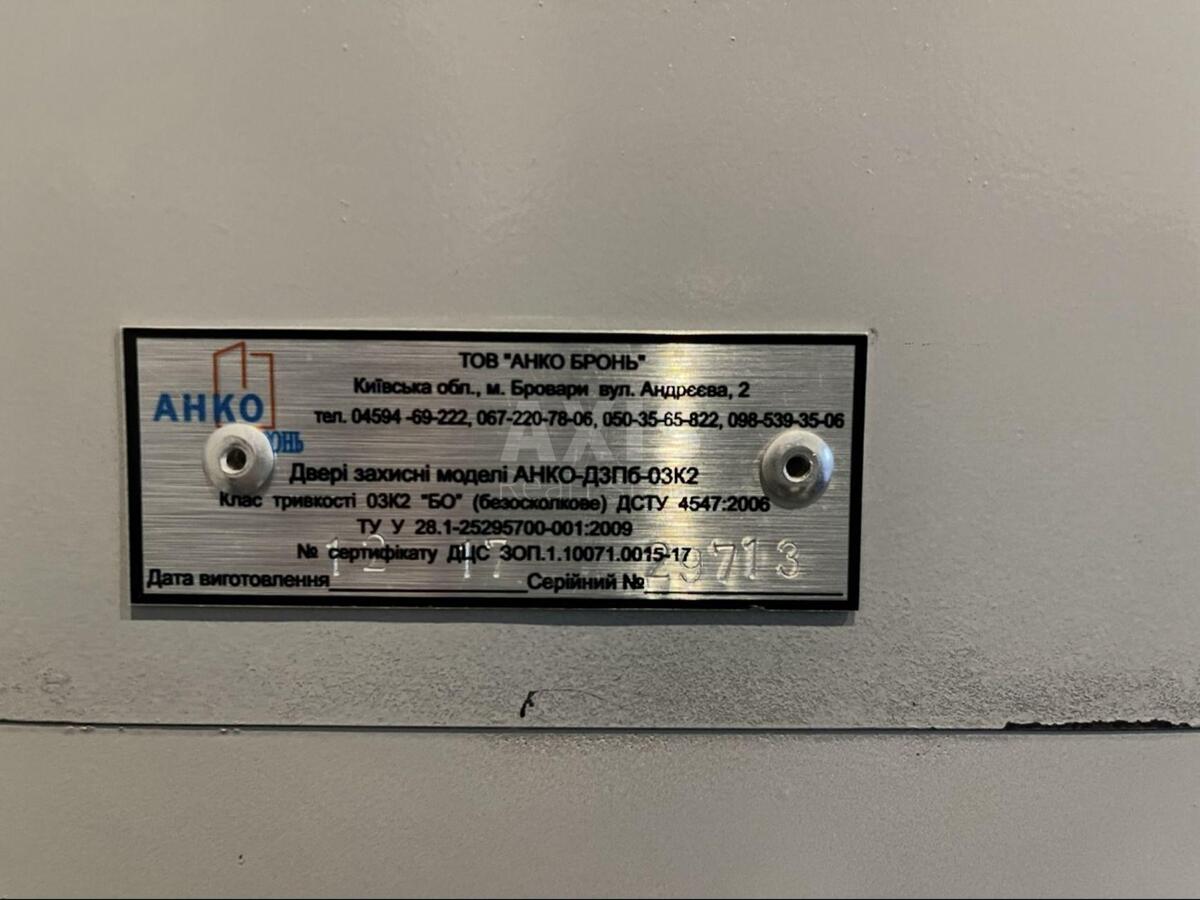 АНКО
ТОВ "АНКО БРОНЬ"
Київська обл., м. Бровари вул. Андрєєва, 2
тел. 04594 -69-222, 067-220-78-06, 050-35-65-822, 098-539-35-06
Двері захисні моделі АНКО-ДЗПб-03К2
Клас тривкості 03К2 "БО" (безосколкове) ДСТУ 4547:2006
ТУ У 28.1-25295700-001:2009
№ сертифікату ДЦС ЗОП.1.10071.0015-17
Дата виготовлення 12 17 Серійний № 29713